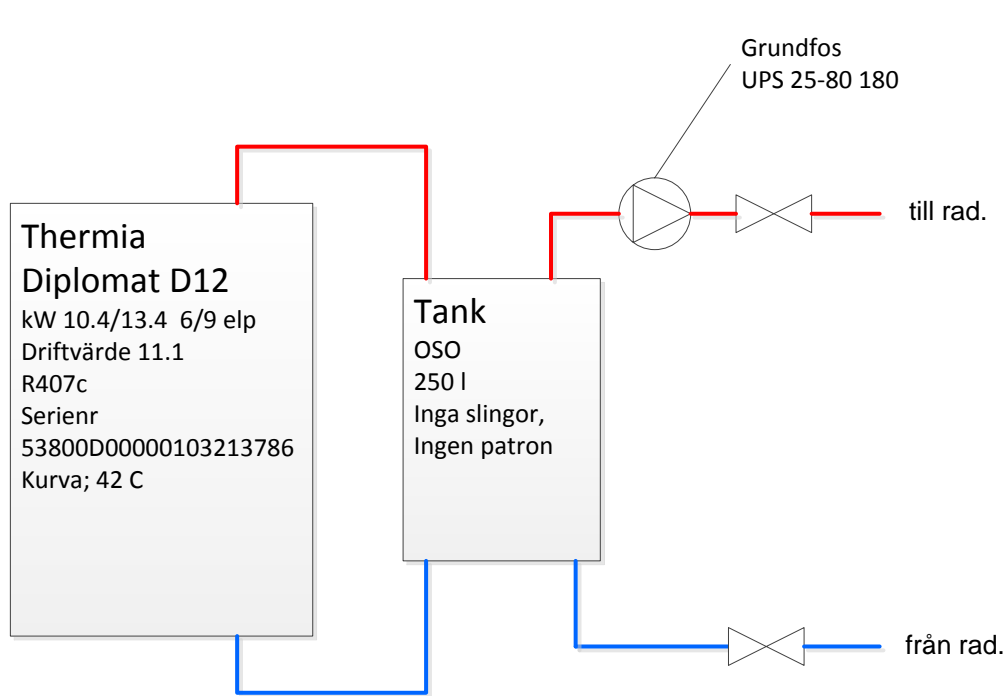 Grundfos
UPS 25-80 180
till rad.
Thermia
Diplomat D12
kW 10.4/13.4  6/9 elp
Driftvärde 11.1
R407c
Serienr
53800D00000103213786
Kurva; 42 C
Tank
OSO
250 l
Inga slingor,
Ingen patron
från rad.